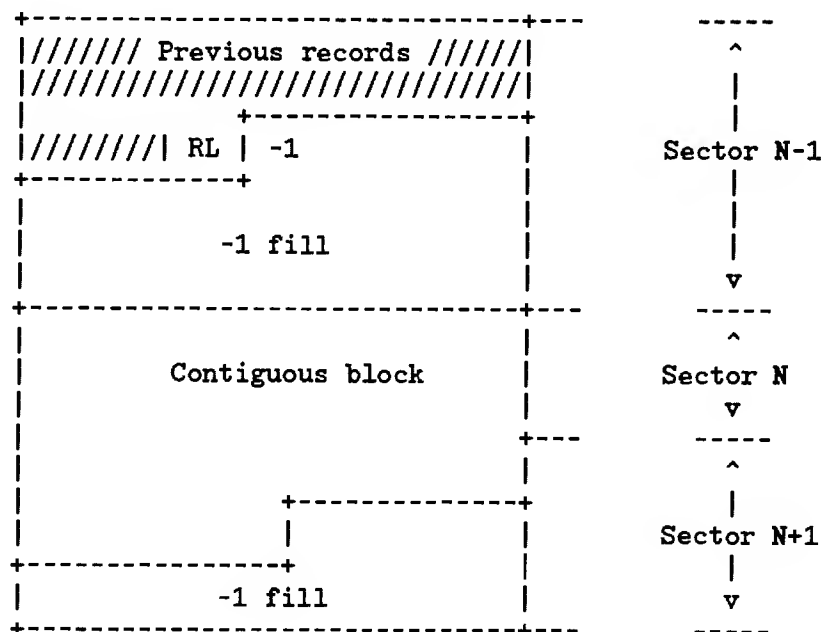 /////// Previous records //////
///////////////////////////////
////////| RL | -1
Sector N-1
-1 fill
Contiguous block
Sector N
Sector N+1
-1 fill